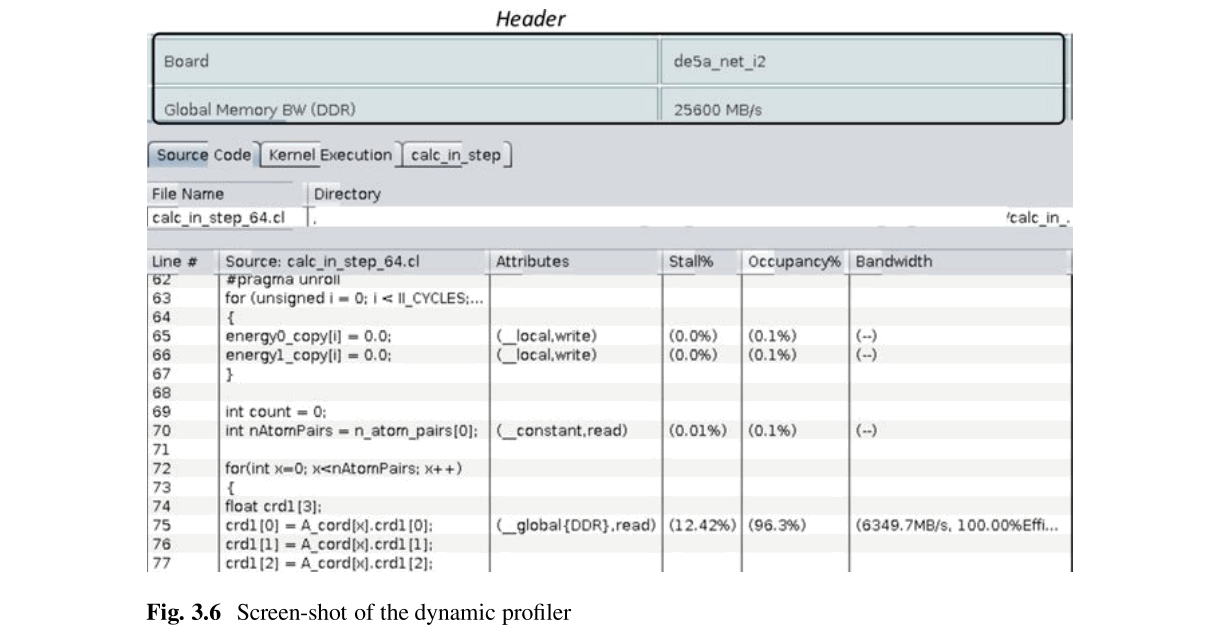 Header
Board de5a_net_i2
Global Memory BW (DDR) 25600 MB/s
Source Code Kernel Execution calc_in_step
File Name Directory
calc_in_step_64.cl . /calc_in_.
Line # Source: calc_in_step_64.cl Attributes Stall% Occupancy% Bandwidth
62 #pragma unroll
63 for (unsigned i = 0; i < II_CYCLES;...
64 {
65 energy0_copy[i] = 0.0; (__local,write) (0.0%) (0.1%) (--)
66 energy1_copy[i] = 0.0; (__local,write) (0.0%) (0.1%) (--)
67 }
68
69 int count = 0;
70 int nAtomPairs = n_atom_pairs[0]; (__constant,read) (0.01%) (0.1%) (--)
71
72 for(int x=0; x<nAtomPairs; x++)
73 {
74 float crd1[3];
75 crd1[0] = A_cord[x].crd1[0]; (__global{DDR},read) (12.42%) (96.3%) (6349.7MB/s, 100.00%Effi...
76 crd1[1] = A_cord[x].crd1[1];
77 crd1[2] = A_cord[x].crd1[2];
Fig. 3.6 Screen-shot of the dynamic profiler